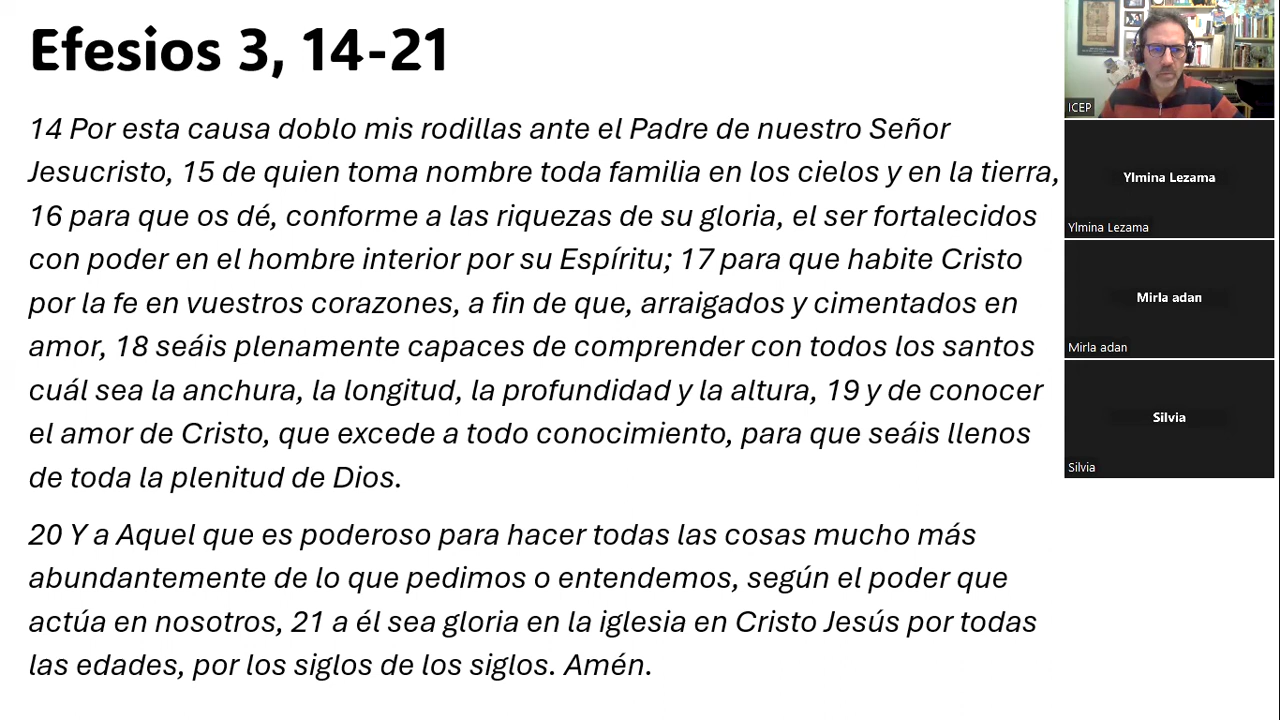 Efesios 3, 14-21
14 Por esta causa doblo mis rodillas ante el Padre de nuestro Señor
Jesucristo, 15 de quien toma nombre toda familia en los cielos y en la tierra,
16 para que os dé, conforme a las riquezas de su gloria, el ser fortalecidos
con poder en el hombre interior por su Espíritu; 17 para que habite Cristo
por la fe en vuestros corazones, a fin de que, arraigados y cimentados en
amor, 18 seáis plenamente capaces de comprender con todos los santos
cuál sea la anchura, la longitud, la profundidad y la altura, 19 y de conocer
el amor de Cristo, que excede a todo conocimiento, para que seáis llenos
de toda la plenitud de Dios.
20 Y a Aquel que es poderoso para hacer todas las cosas mucho más
abundantemente de lo que pedimos o entendemos, según el poder que
actúa en nosotros, 21 a él sea gloria en la iglesia en Cristo Jesús por todas
las edades, por los siglos de los siglos. Amén.
ICEP
Ylmina Lezama
Ylmina Lezama
Mirla adan
Mirla adan
Silvia
Silvia